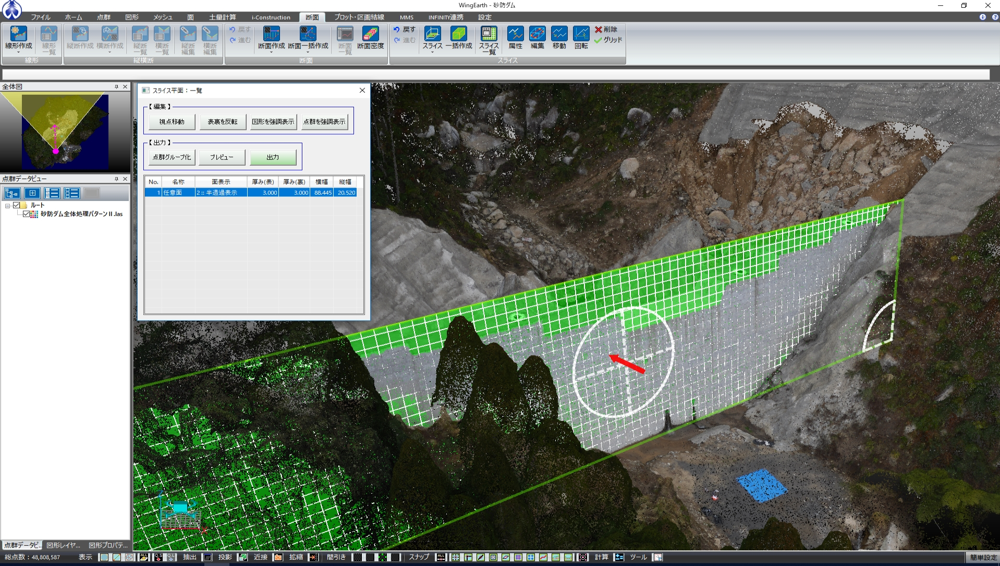 WingEarth - 砂防ダム
ファイル ホーム 点群 図形 メッシュ 面 土量計算 i-Construction 断面 プロット・区画結線 MMS INFINITY連携 設定
線形作成 線形一覧 縦断作成 横断作成 縦断一覧 横断一覧 縦断編集 横断編集 戻す 進む 断面作成 断面一括作成 断面一覧 断面密度 戻す 進む スライス 一括作成 スライス一覧 属性 編集 移動 回転 削除 グリッド
線形 縦横断 断面 スライス
全体図
スライス平面：一覧
【 編集 】
視点移動 表裏を反転 図形を強調表示 点群を強調表示
【 出力 】
点群グループ化 プレビュー 出力
No. 名称 面表示 厚み(表) 厚み(裏) 横幅 縦幅
1 任意面 2 :: 半透過表示 3.000 3.000 88.445 20.520
点群データビュー
ルート
砂防ダム全体処理パターンⅡ.las
X
点群データビ... 図形レイヤ... 図形プロパテ...
総点数：48,808,587 表示 ALL Q.S Q.L 抽出 投影 近接 拡縮 間引き スナップ ALL 計算 ツール 簡単設定